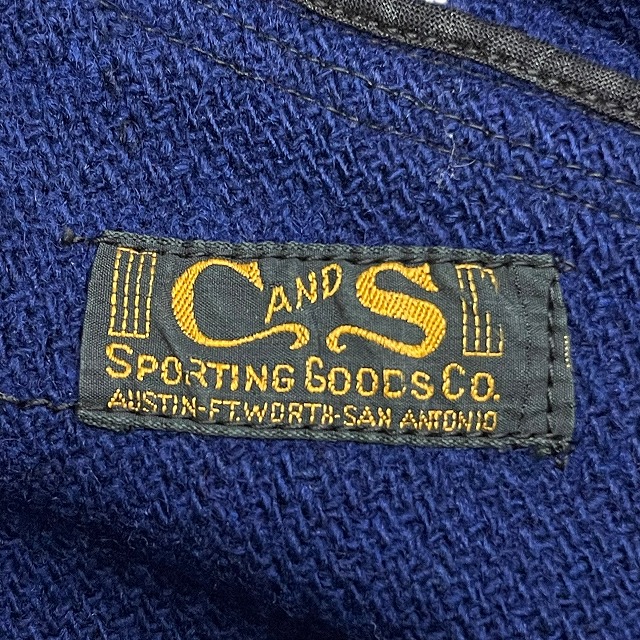 C AND S
SPORTING GOODS CO.
AUSTIN-FT.WORTH-SAN ANTONIO